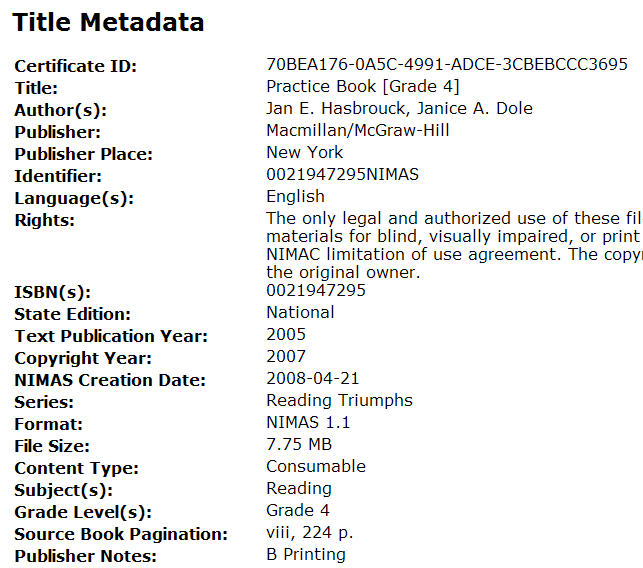 Title Metadata
Certificate ID: 70BEA176-0A5C-4991-ADCE-3CBEBCCC3695
Title: Practice Book [Grade 4]
Author(s): Jan E. Hasbrouck, Janice A. Dole
Publisher: Macmillan/McGraw-Hill
Publisher Place: New York
Identifier: 0021947295NIMAS
Language(s): English
Rights: The only legal and authorized use of these
materials for blind, visually impaired, or print
NIMAC limitation of use agreement. The
the original owner.
ISBN(s): 0021947295
State Edition: National
Text Publication Year: 2005
Copyright Year: 2007
NIMAS Creation Date: 2008-04-21
Series: Reading Triumphs
Format: NIMAS 1.1
File Size: 7.75 MB
Content Type: Consumable
Subject(s): Reading
Grade Level(s): Grade 4
Source Book Pagination: viii, 224 p.
Publisher Notes: B Printing